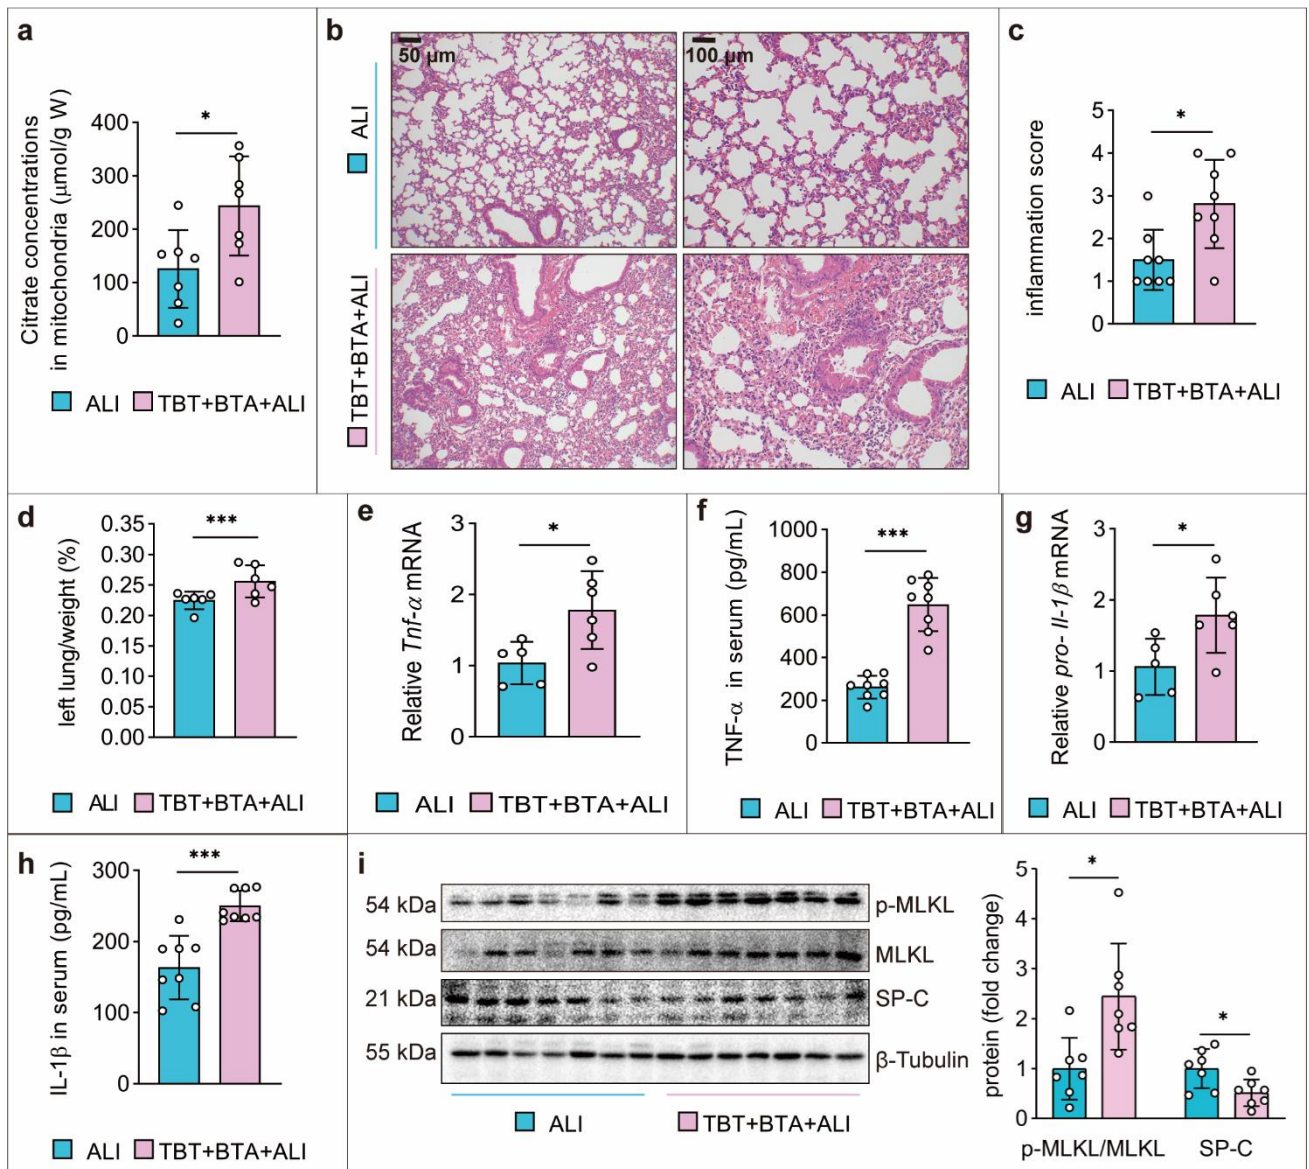 a
Citrate concentrations
in mitochondria (μmol/g W)
400
300
200
100
0
*
ALI
TBT+BTA+ALI
b
ALI
TBT+BTA+ALI
50 μm
100 μm
c
inflammation score
5
4
3
2
1
0
*
ALI
TBT+BTA+ALI
d
left lung/weight (%)
0.35
0.30
0.25
0.20
0.15
0.10
0.05
0.00
***
ALI
TBT+BTA+ALI
e
Relative Tnf-α mRNA
3
2
1
0
*
ALI
TBT+BTA+ALI
f
TNF-α in serum (pg/mL)
1000
800
600
400
200
0
***
ALI
TBT+BTA+ALI
g
Relative pro- Il-1β mRNA
3
2
1
0
*
ALI
TBT+BTA+ALI
h
IL-1β in serum (pg/mL)
300
200
100
0
***
ALI
TBT+BTA+ALI
i
54 kDa
p-MLKL
54 kDa
MLKL
21 kDa
SP-C
55 kDa
β-Tubulin
ALI
TBT+BTA+ALI
protein (fold change)
5
4
3
2
1
0
*
*
p-MLKL/MLKL
SP-C